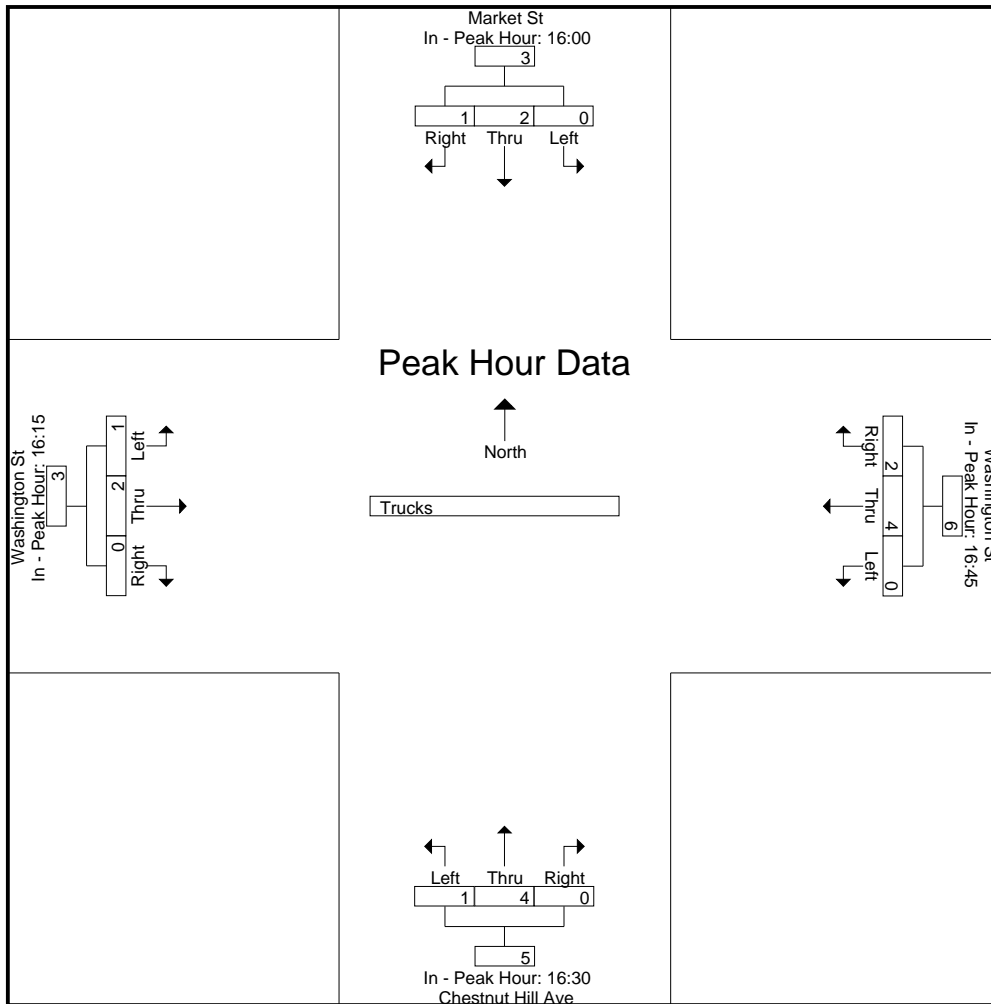 Market St
In - Peak Hour: 16:00
3
1 2 0
Right Thru Left
Peak Hour Data
North
Trucks
Washington St
In - Peak Hour: 16:15
3
1 2 0
Left Thru Right
Washington St
In - Peak Hour: 16:45
6
2 4 0
Right Thru Left
Left Thru Right
1 4 0
5
In - Peak Hour: 16:30
Chestnut Hill Ave